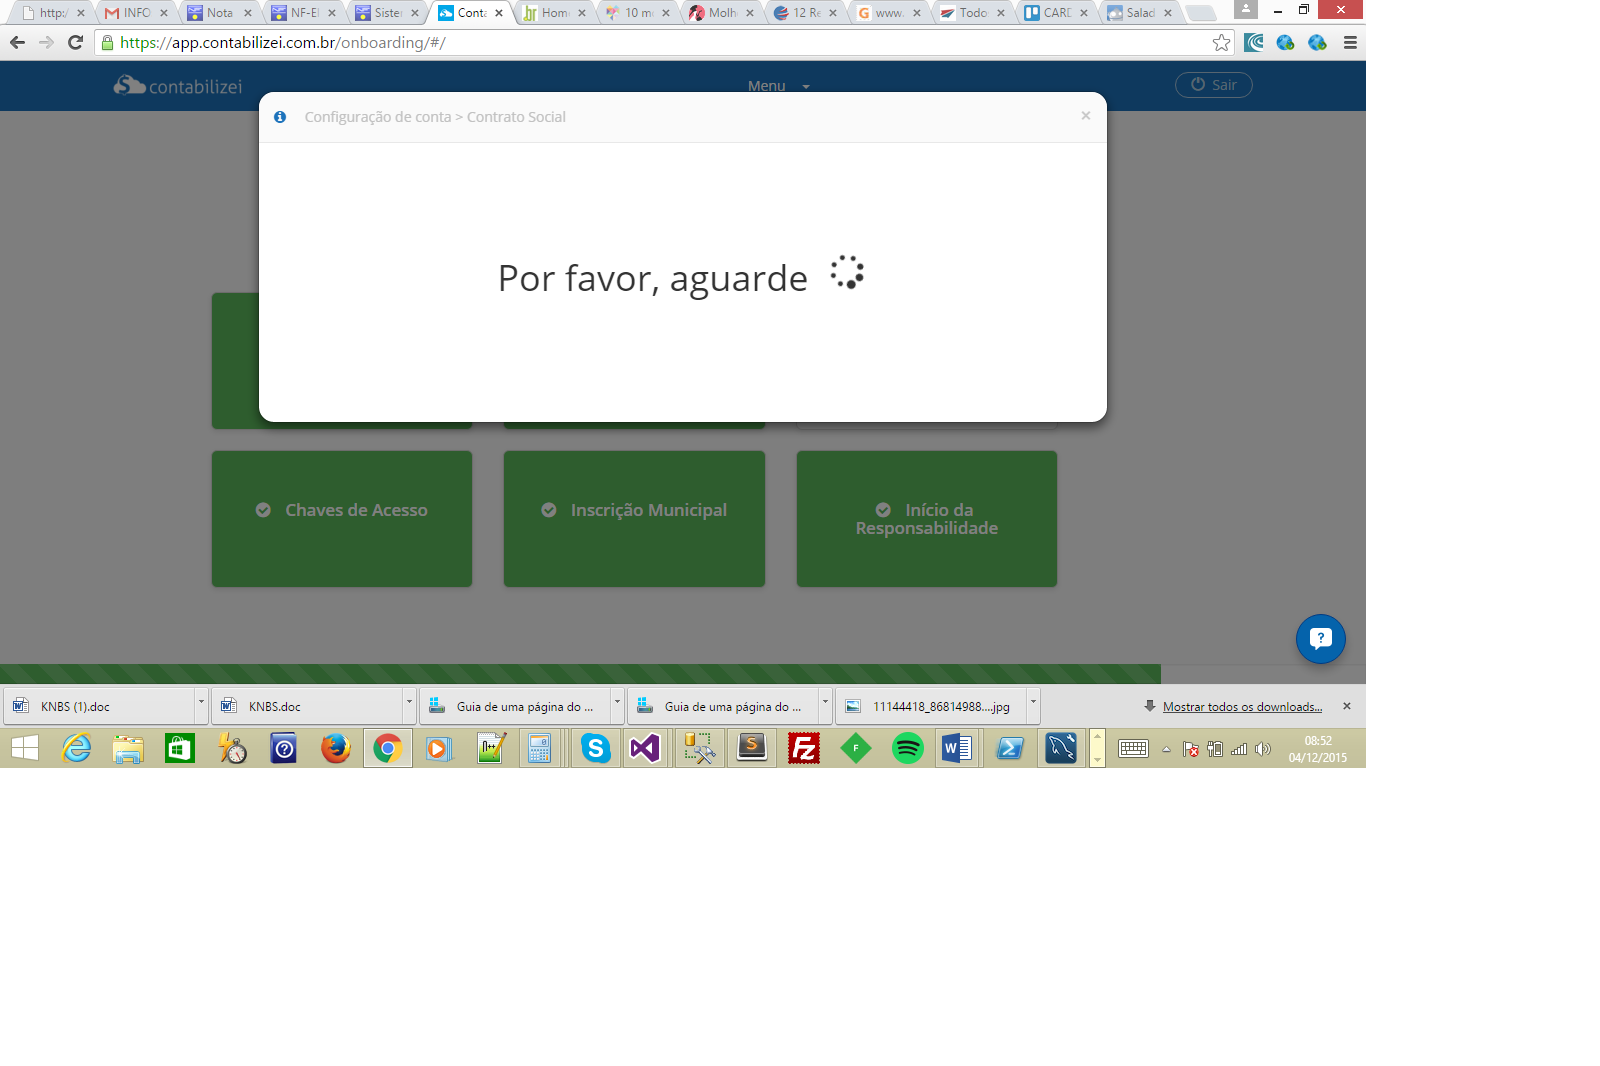 http:/
INFO
Nota
NF-El
Sister
Conta
Hom
10 m
Molh
12 Re
www.
Todo
CARD
Salad
https://app.contabilizei.com.br/onboarding/#/
contabilizei
Menu
Sair
Configuração de conta > Contrato Social
×
Por favor, aguarde
Chaves de Acesso
Inscrição Municipal
Início da
Responsabilidade
KNBS (1).doc
KNBS.doc
Guia de uma página do ...
Guia de uma página do ...
11144418_86814988....jpg
Mostrar todos os downloads...
08:52
04/12/2015